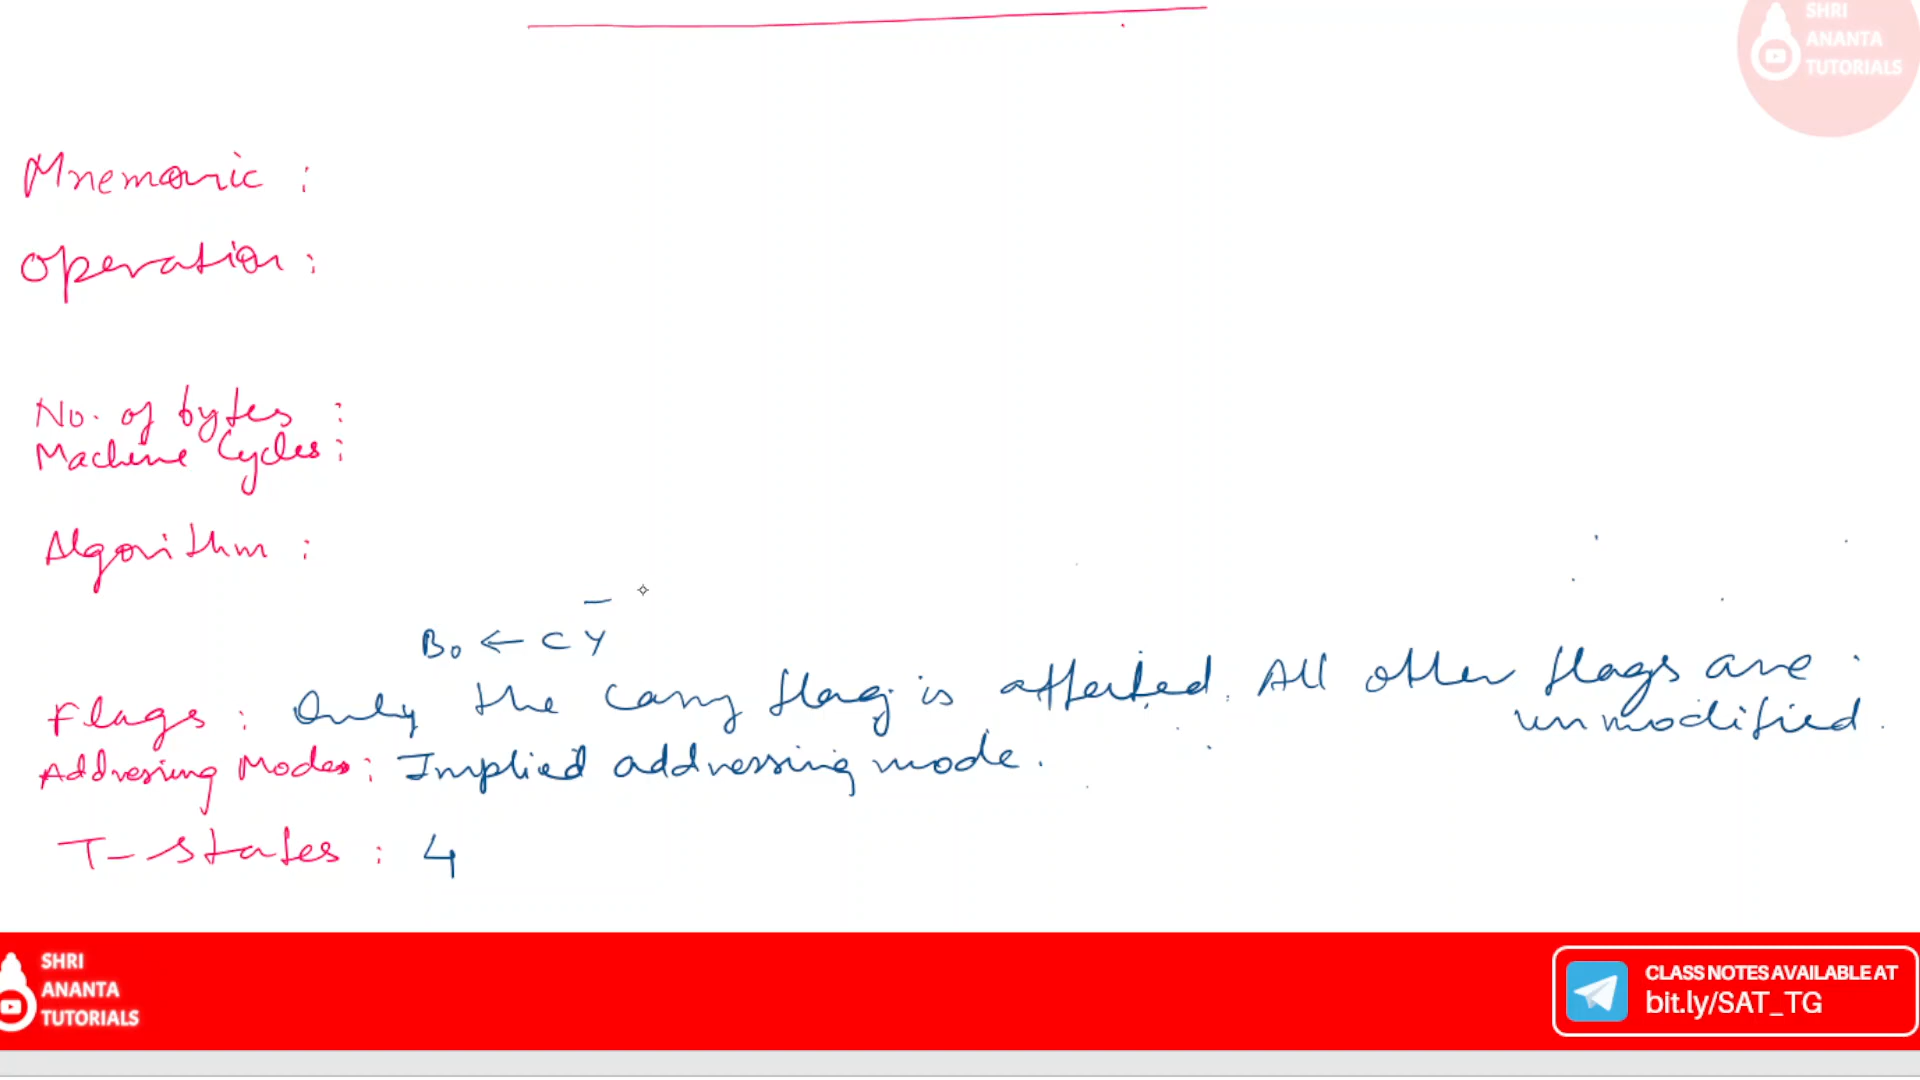 SHRI
ANANTA
TUTORIALS
Mnemonic :
Operation :
No. of bytes :
Machine Cycles :
Algorithm :
B₀ ← CY
Flags : Only the carry flag is affected. All other flags are
unmodified.
Addressing Modes : Implied addressing mode.
T-states : 4
SHRI
ANANTA
TUTORIALS
CLASS NOTES AVAILABLE AT
bit.ly/SAT_TG